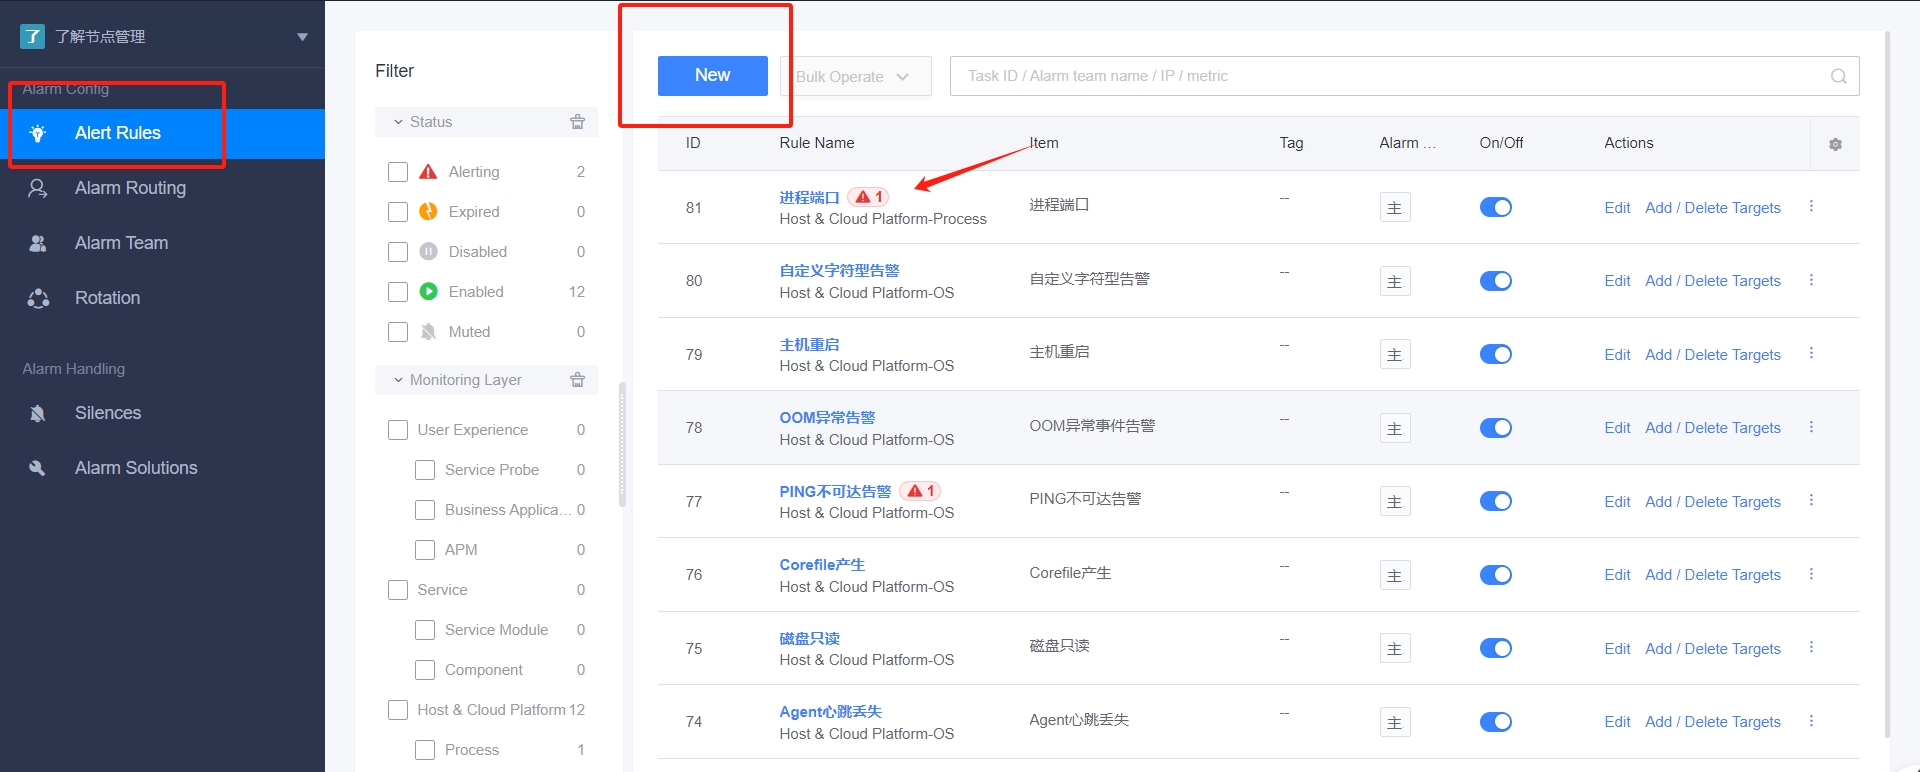 了 了解节点管理
Alarm Config
Alert Rules
Alarm Routing
Alarm Team
Rotation
Alarm Handling
Silences
Alarm Solutions
Filter
Status
Alerting 2
Expired 0
Disabled 0
Enabled 12
Muted 0
Monitoring Layer
User Experience 0
Service Probe 0
Business Applica... 0
APM 0
Service 0
Service Module 0
Component 0
Host & Cloud Platform 12
Process 1
New Bulk Operate Task ID / Alarm team name / IP / metric
ID Rule Name Item Tag Alarm ... On/Off Actions
81 进程端口 1 进程端口 -- 主 Edit Add / Delete Targets
Host & Cloud Platform-Process
80 自定义字符型告警 自定义字符型告警 -- 主 Edit Add / Delete Targets
Host & Cloud Platform-OS
79 主机重启 主机重启 -- 主 Edit Add / Delete Targets
Host & Cloud Platform-OS
78 OOM异常告警 OOM异常事件告警 -- 主 Edit Add / Delete Targets
Host & Cloud Platform-OS
77 PING不可达告警 1 PING不可达告警 -- 主 Edit Add / Delete Targets
Host & Cloud Platform-OS
76 Corefile产生 Corefile产生 -- 主 Edit Add / Delete Targets
Host & Cloud Platform-OS
75 磁盘只读 磁盘只读 -- 主 Edit Add / Delete Targets
Host & Cloud Platform-OS
74 Agent心跳丢失 Agent心跳丢失 -- 主 Edit Add / Delete Targets
Host & Cloud Platform-OS